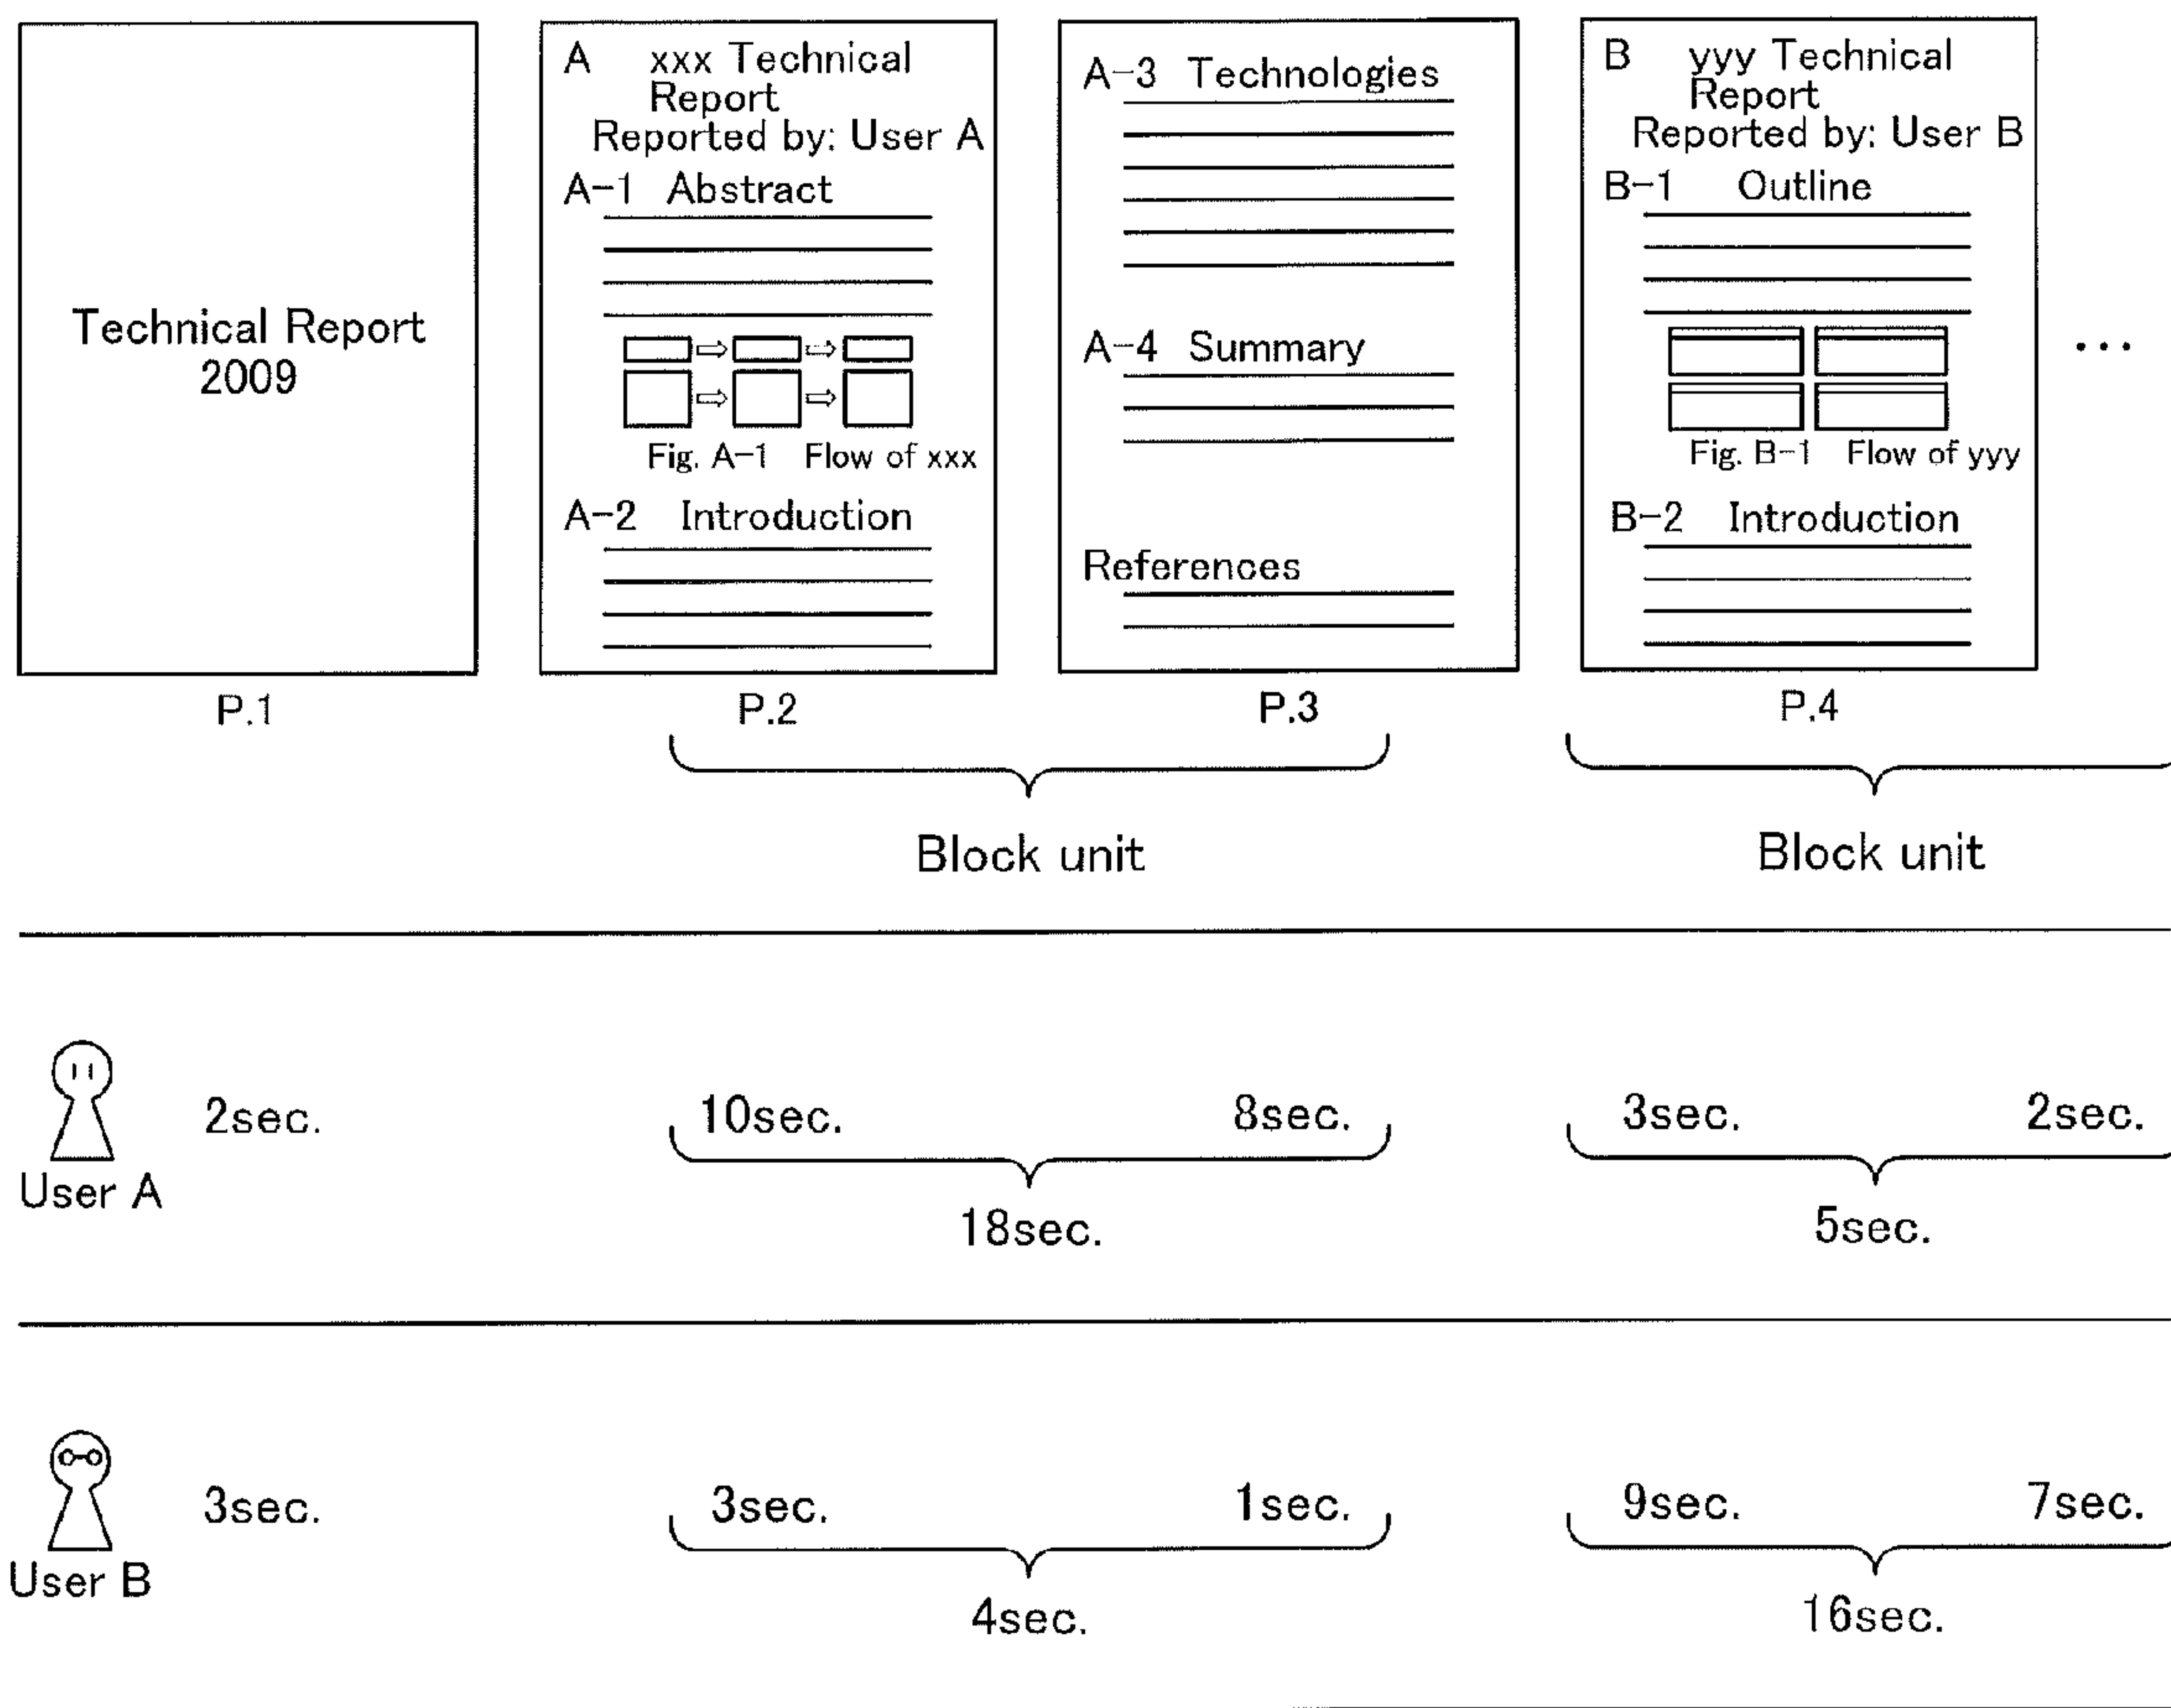 Technical Report
2009
P.1
A xxx Technical
Report
Reported by: User A
A-1 Abstract
Fig. A-1 Flow of xxx
A-2 Introduction
P.2
A-3 Technologies
A-4 Summary
References
P.3
B yyy Technical
Report
Reported by: User B
B-1 Outline
Fig. B-1 Flow of yyy
B-2 Introduction
P.4
...
Block unit
Block unit
User A
2sec.
10sec.
8sec.
18sec.
3sec.
2sec.
5sec.
User B
3sec.
3sec.
1sec.
4sec.
9sec.
7sec.
16sec.